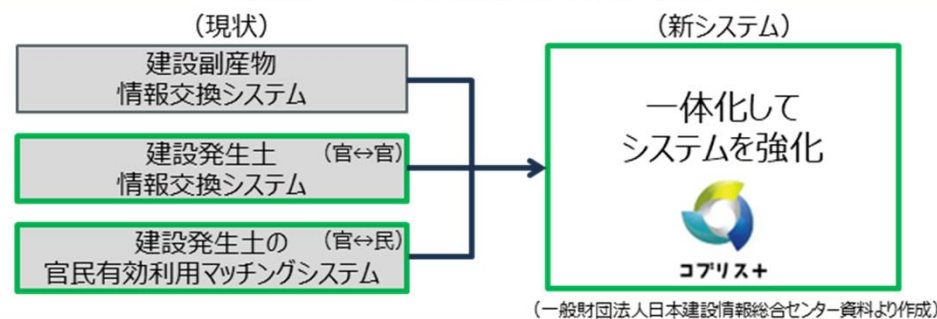 （現状）
建設副産物
情報交換システム
建設発生土 （官↔官）
情報交換システム
建設発生土の （官↔民）
官民有効利用マッチングシステム
（新システム）
一体化して
システムを強化
コブリス＋
（一般財団法人日本建設情報総合センター資料より作成）